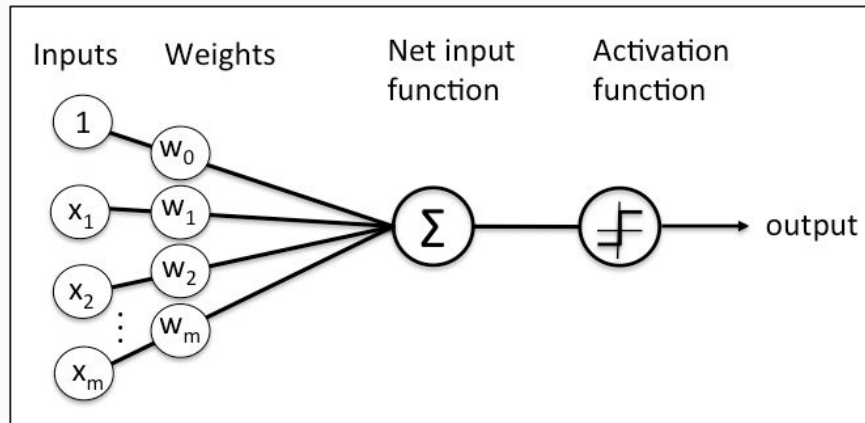 Inputs Weights Net input function Activation function
1 w₀
x₁ w₁
Σ output
x₂ w₂
⋮
xₘ wₘ